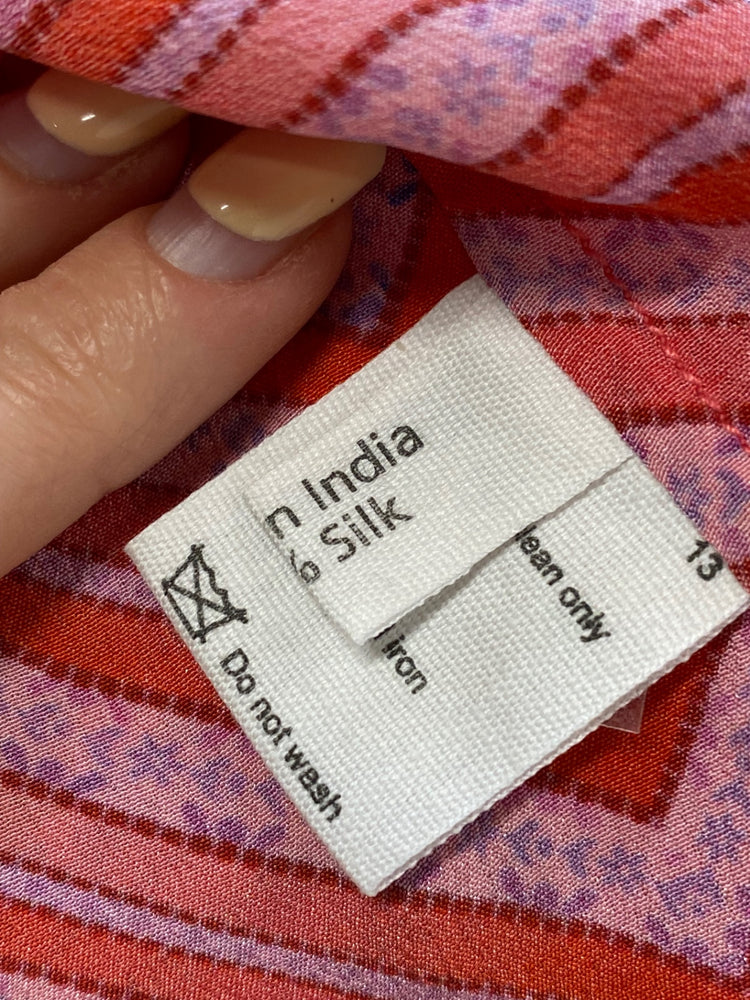 n India
% Silk
Do not wash
iron
lean only
13